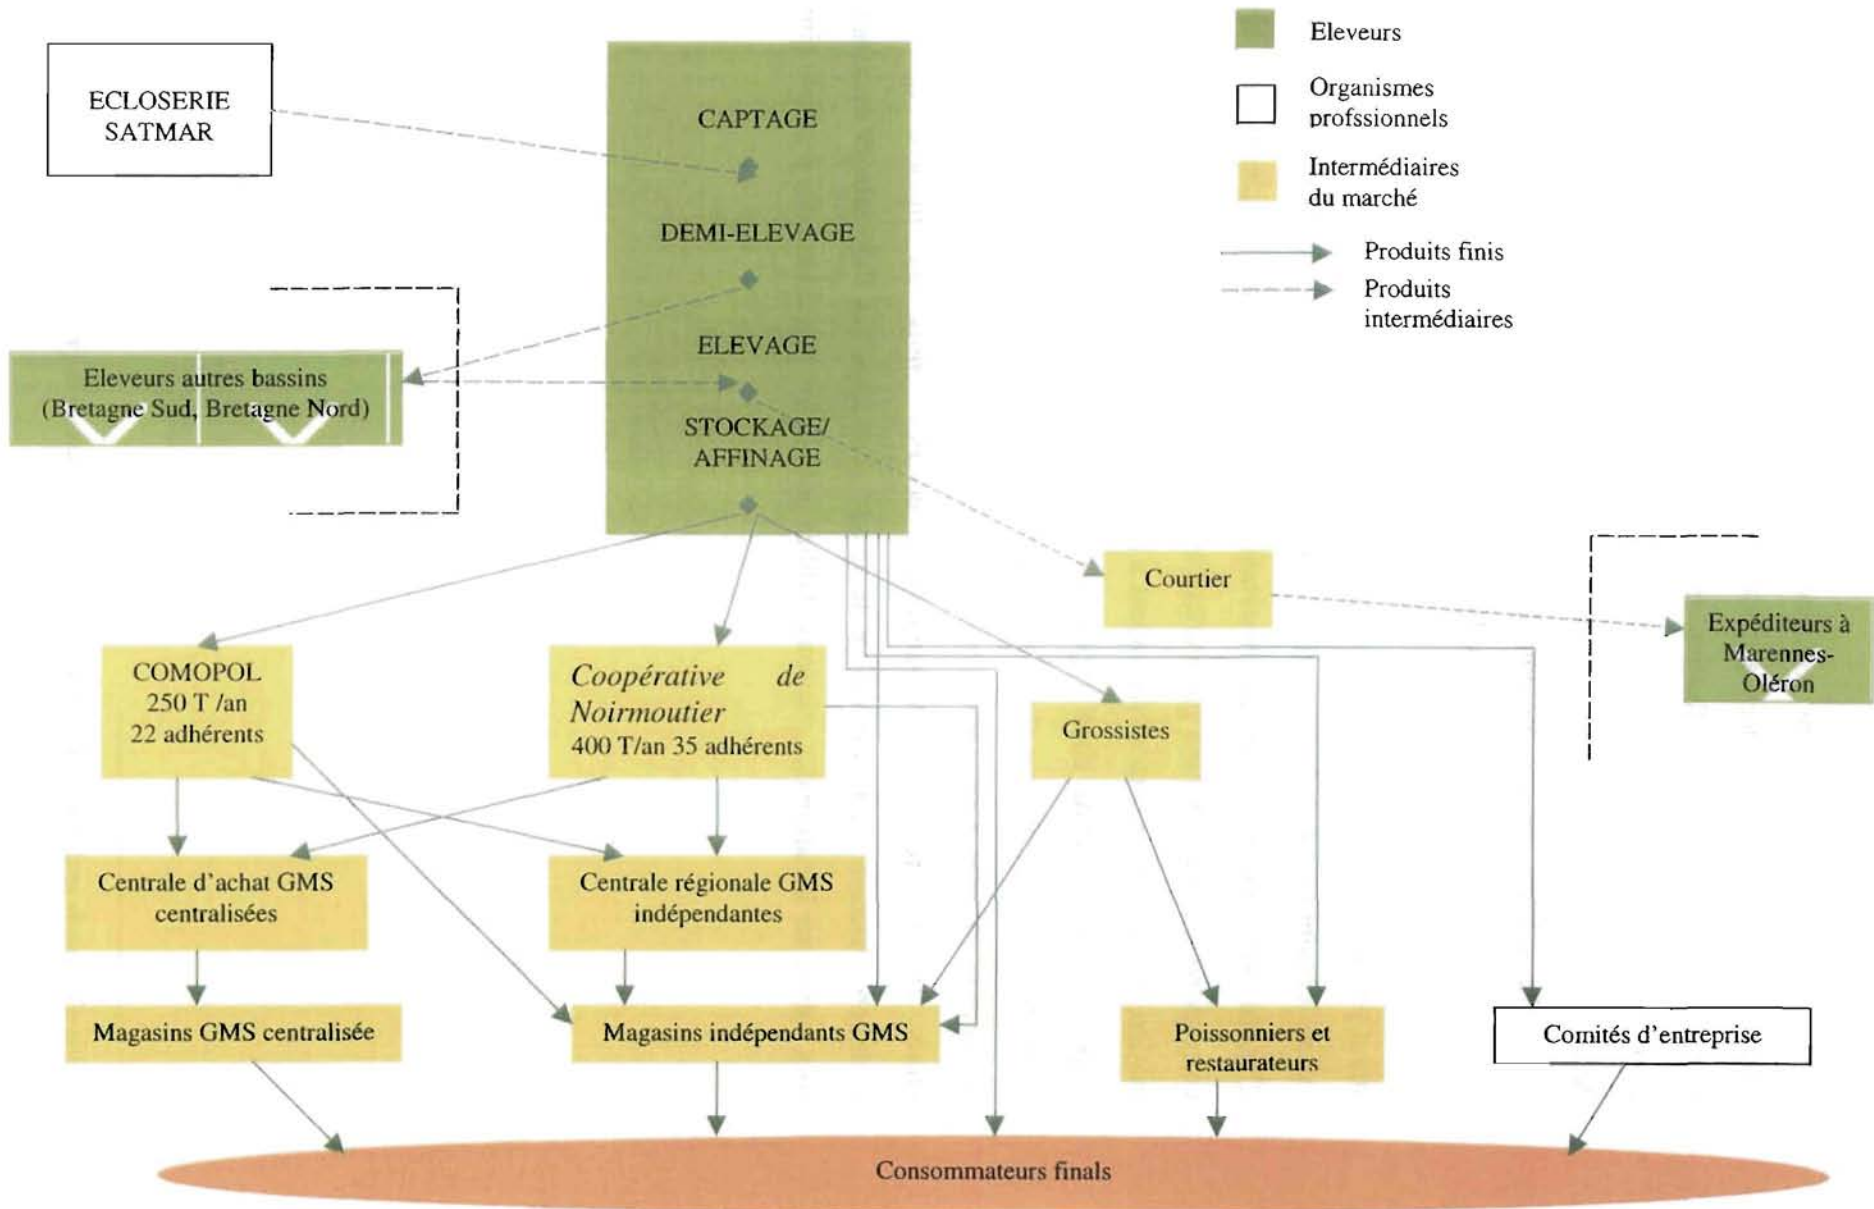 ECLOSERIE
SATMAR
CAPTAGE
DEMI-ELEVAGE
ELEVAGE
STOCKAGE/
AFFINAGE
Eleveurs
Organismes
profssionnels
Intermédiaires
du marché
Produits finis
Produits
intermédiaires
Eleveurs autres bassins
(Bretagne Sud, Bretagne Nord)
Courtier
Expéditeurs à
Marennes-
Oléron
COMOPOL
250 T /an
22 adhérents
Coopérative de
Noirmoutier
400 T/an 35 adhérents
Grossistes
Centrale d'achat GMS
centralisées
Centrale régionale GMS
indépendantes
Magasins GMS centralisée
Magasins indépendants GMS
Poissonniers et
restaurateurs
Comités d'entreprise
Consommateurs finals